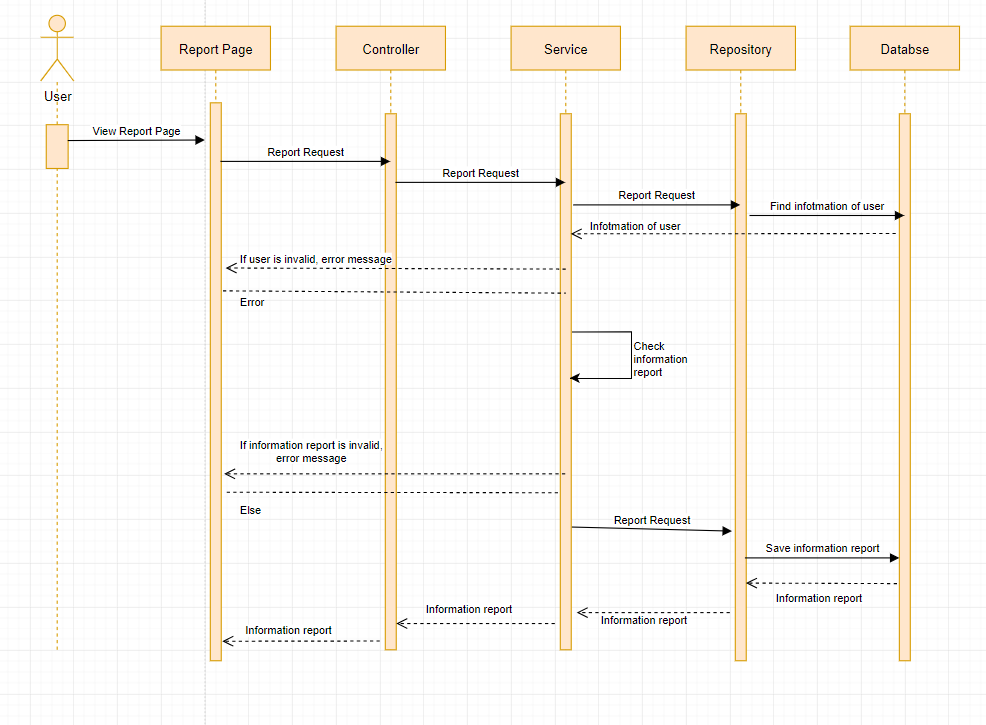 User
Report Page
Controller
Service
Repository
Databse
View Report Page
Report Request
Report Request
Report Request
Find infotmation of user
Infotmation of user
If user is invalid, error message
Error
Check
information
report
If information report is invalid,
error message
Else
Report Request
Save information report
Information report
Information report
Information report
Information report